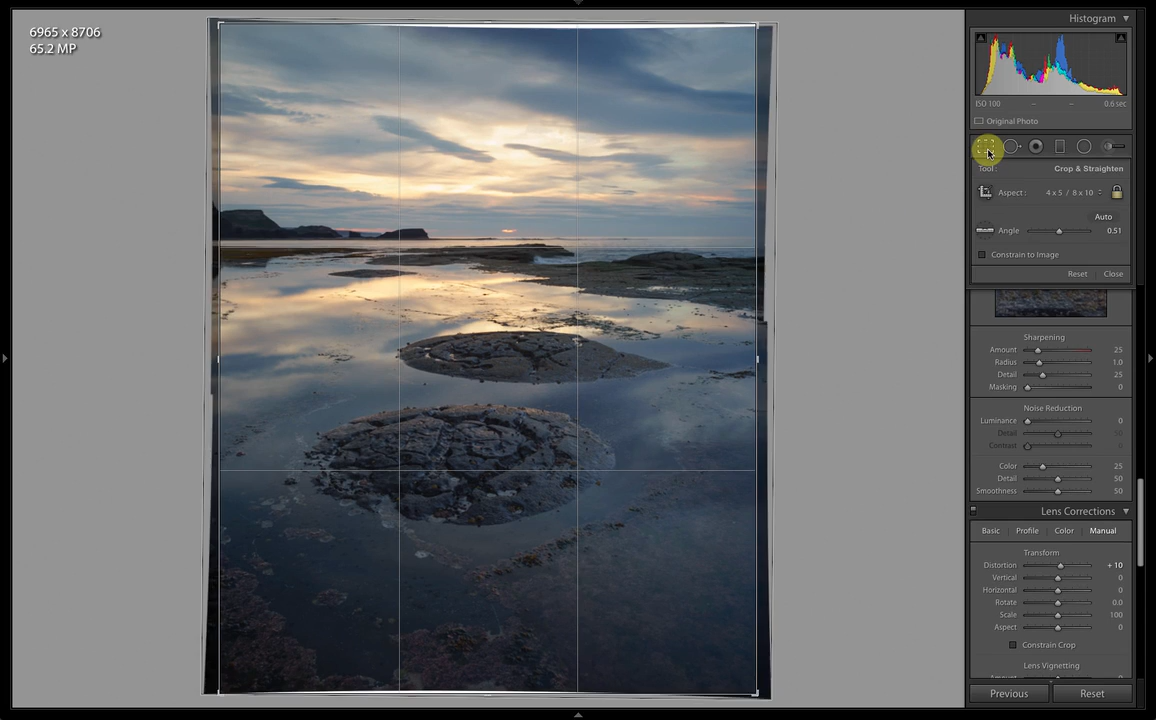 6965 x 8706
65.2 MP
Histogram
ISO 100 – – 0.6 sec
Original Photo
Tool : Crop & Straighten
Aspect : 4 x 5 / 8 x 10
Auto
Angle 0.51
Constrain to Image
Reset Close
Sharpening
Amount 25
Radius 1.0
Detail 25
Masking 0
Noise Reduction
Luminance 0
Detail 50
Contrast 0
Color 25
Detail 50
Smoothness 50
Lens Corrections
Basic Profile Color Manual
Transform
Distortion + 10
Vertical 0
Horizontal 0
Rotate 0.0
Scale 100
Aspect 0
Constrain Crop
Lens Vignetting
Previous Reset